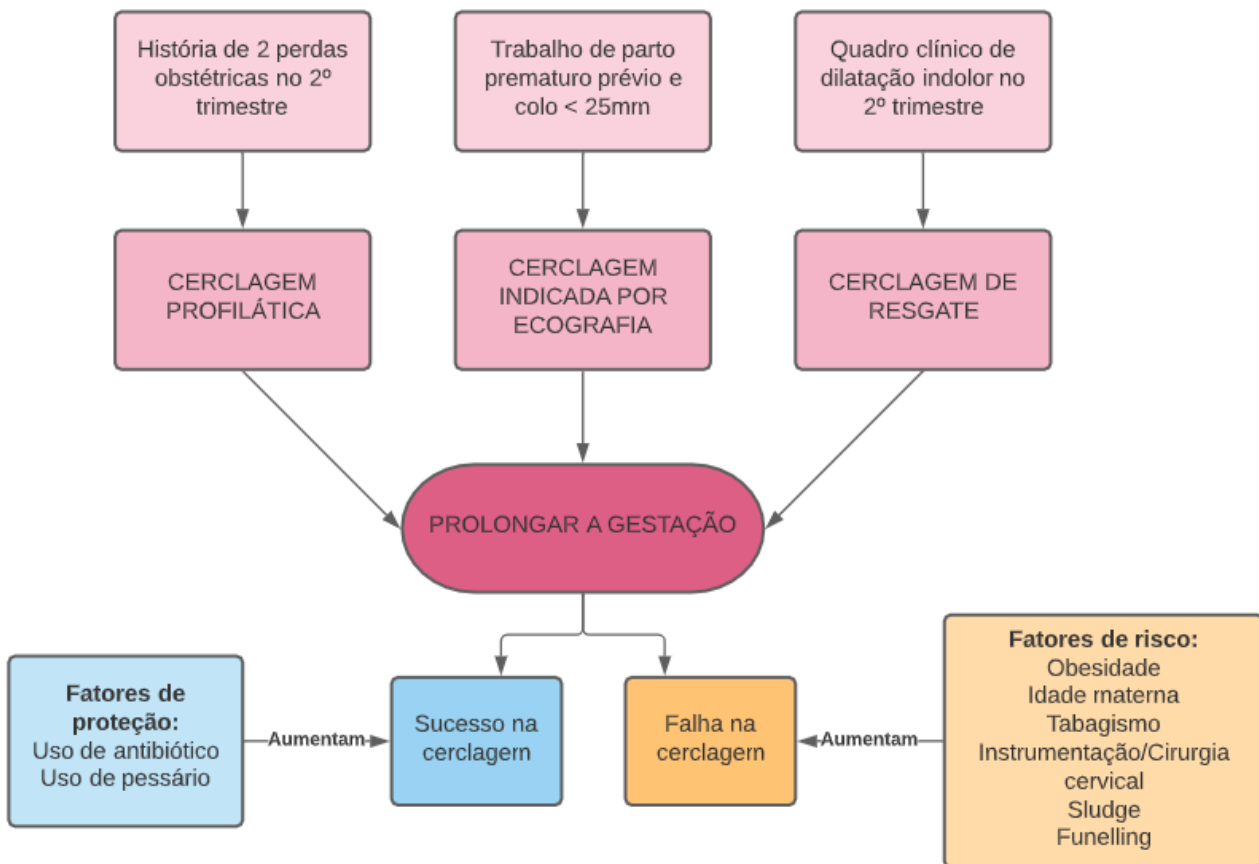 História de 2 perdas
obstétricas no 2º
trimestre
Trabalho de parto
prematuro prévio e
colo < 25mm
Quadro clínico de
dilatação indolor no
2º trimestre
CERCLAGEM
PROFILÁTICA
CERCLAGEM
INDICADA POR
ECOGRAFIA
CERCLAGEM DE
RESGATE
PROLONGAR A GESTAÇÃO
Fatores de
proteção:
Uso de antibiótico
Uso de pessário
Aumentam
Sucesso na
cerclagem
Falha na
cerclagem
Aumentam
Fatores de risco:
Obesidade
Idade materna
Tabagismo
Instrumentação/Cirurgia
cervical
Sludge
Funelling